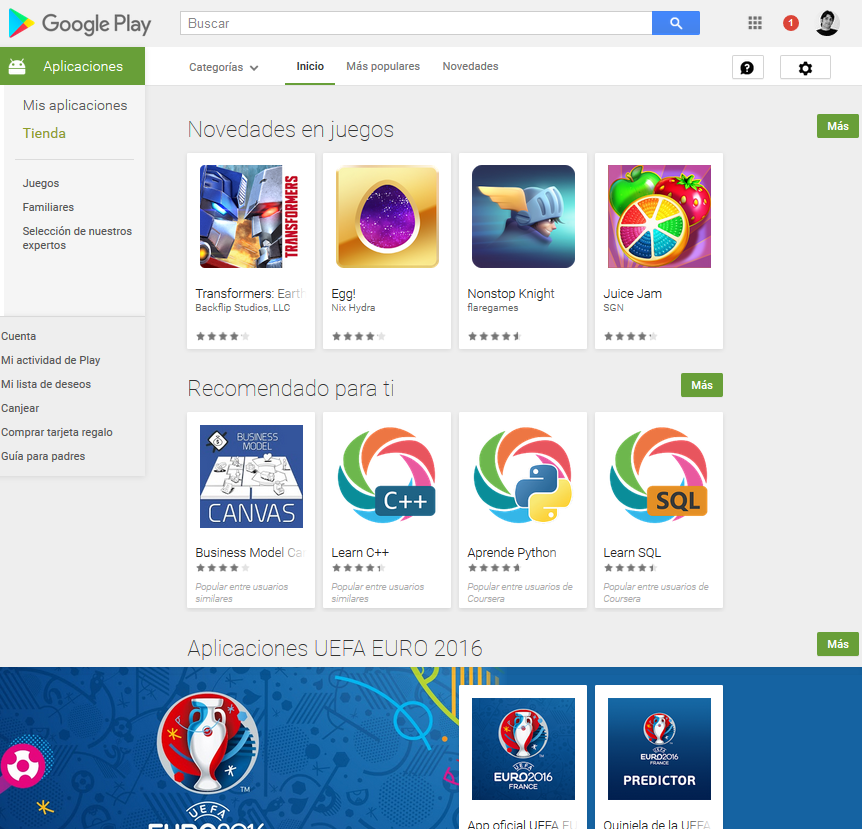 Google Play
Buscar
1
Aplicaciones
Categorías
Inicio
Más populares
Novedades
Mis aplicaciones
Tienda
Juegos
Familiares
Selección de nuestros
expertos
Cuenta
Mi actividad de Play
Mi lista de deseos
Canjear
Comprar tarjeta regalo
Guía para padres
Novedades en juegos
Más
TRANSFORMERS
Transformers: Earth
Backflip Studios, LLC
Egg!
Nix Hydra
Nonstop Knight
flaregames
Juice Jam
SGN
Recomendado para ti
Más
BUSINESS
MODEL
CANVAS
Business Model Ca
Popular entre usuarios
similares
C++
Learn C++
Popular entre usuarios
similares
Aprende Python
Popular entre usuarios de
Coursera
SQL
Learn SQL
Popular entre usuarios de
Coursera
Aplicaciones UEFA EURO 2016
Más
TM
UEFA
EURO2016
UEFA
EURO2016
FRANCE
App oficial UEFA EU
UEFA
EURO2016
FRANCE
PREDICTOR
Quiniela de la UEFA